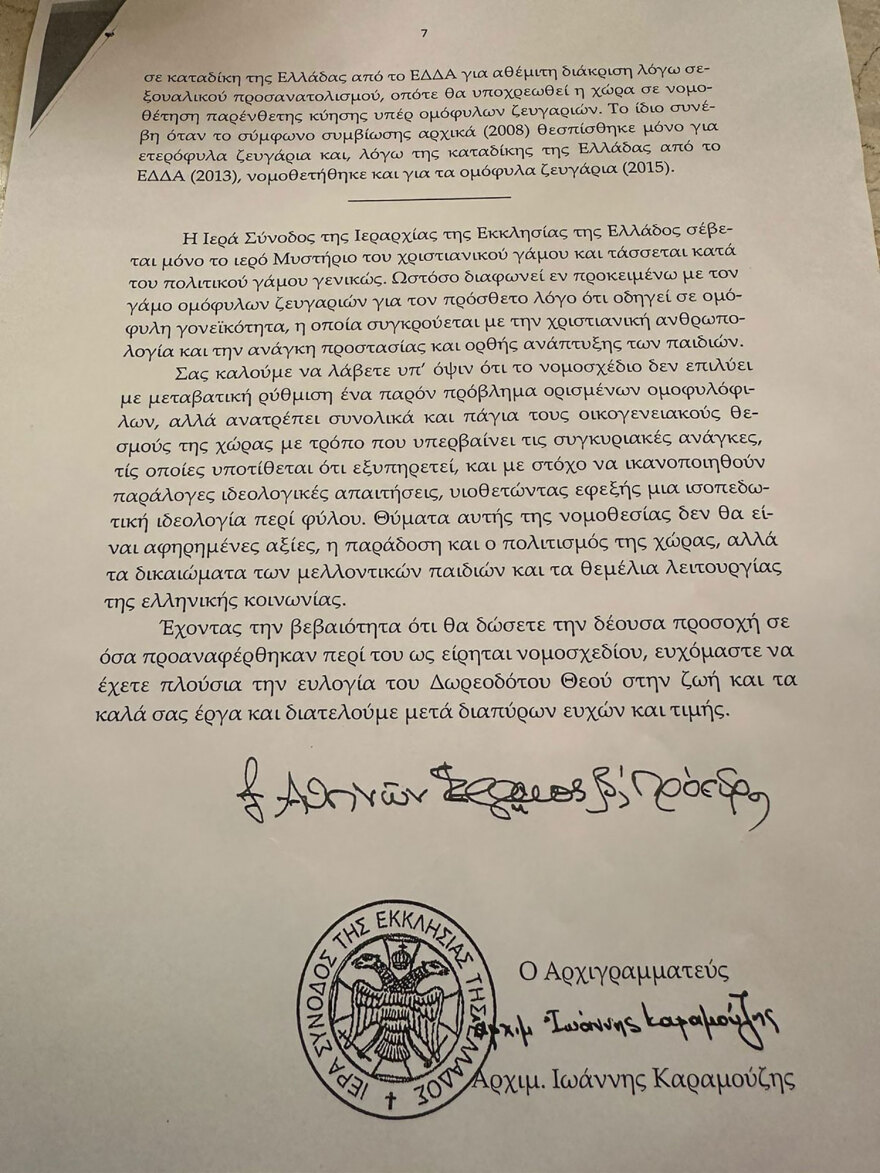 7
σε καταδίκη της Ελλάδας από το ΕΔΔΑ για αθέμιτη διάκριση λόγω σε-
ξουαλικού προσανατολισμού, οπότε θα υποχρεωθεί η χώρα σε νομο-
θέτηση παρένθετης κύησης υπέρ ομόφυλων ζευγαριών. Το ίδιο συνέ-
βη όταν το σύμφωνο συμβίωσης αρχικά (2008) θεσπίσθηκε μόνο για
ετερόφυλα ζευγάρια και, λόγω της καταδίκης της Ελλάδας από το
ΕΔΔΑ (2013), νομοθετήθηκε και για τα ομόφυλα ζευγάρια (2015).
Η Ιερά Σύνοδος της Ιεραρχίας της Εκκλησίας της Ελλάδος σέβε-
ται μόνο το ιερό Μυστήριο του χριστιανικού γάμου και τάσσεται κατά
του πολιτικού γάμου γενικώς. Ωστόσο διαφωνεί εν προκειμένω με τον
γάμο ομόφυλων ζευγαριών για τον πρόσθετο λόγο ότι οδηγεί σε ομό-
φυλη γονεϊκότητα, η οποία συγκρούεται με την χριστιανική ανθρωπο-
λογία και την ανάγκη προστασίας και ορθής ανάπτυξης των παιδιών.
Σας καλούμε να λάβετε υπ’ όψιν ότι το νομοσχέδιο δεν επιλύει
με μεταβατική ρύθμιση ένα παρόν πρόβλημα ορισμένων ομοφυλόφι-
λων, αλλά ανατρέπει συνολικά και πάγια τους οικογενειακούς θε-
σμούς της χώρας με τρόπο που υπερβαίνει τις συγκυριακές ανάγκες,
τίς οποίες υποτίθεται ότι εξυπηρετεί, και με στόχο να ικανοποιηθούν
παράλογες ιδεολογικές απαιτήσεις, υιοθετώντας εφεξής μια ισοπεδω-
τική ιδεολογία περί φύλου. Θύματα αυτής της νομοθεσίας δεν θα εί-
ναι αφηρημένες αξίες, η παράδοση και ο πολιτισμός της χώρας, αλλά
τα δικαιώματα των μελλοντικών παιδιών και τα θεμέλια λειτουργίας
της ελληνικής κοινωνίας.
Έχοντας την βεβαιότητα ότι θα δώσετε την δέουσα προσοχή σε
όσα προαναφέρθηκαν περί του ως είρηται νομοσχεδίου, ευχόμαστε να
έχετε πλούσια την ευλογία του Δωρεοδότου Θεού στην ζωή και τα
καλά σας έργα και διατελούμε μετά διαπύρων ευχών και τιμής.
Ἀθηνῶν Πρόεδρος
ΙΕΡΑ ΣΥΝΟΔΟΣ ΤΗΣ ΕΚΚΛΗΣΙΑΣ ΤΗΣ ΕΛΛΑΔΟΣ
Ο Αρχιγραμματεύς
Ἀρχιμ Ἰωάννης Καραμούζης
Αρχιμ. Ιωάννης Καραμούζης